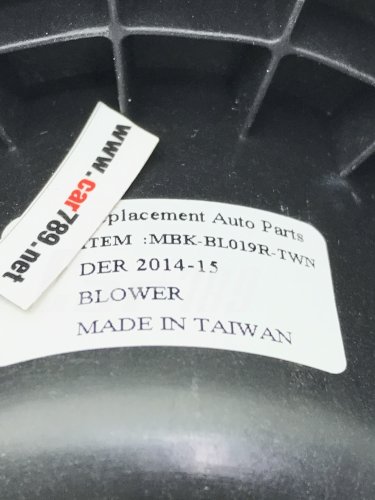 www.car789.net
placement Auto Parts
ITEM :MBK-BL019R-TWN
DER 2014-15
BLOWER
MADE IN TAIWAN